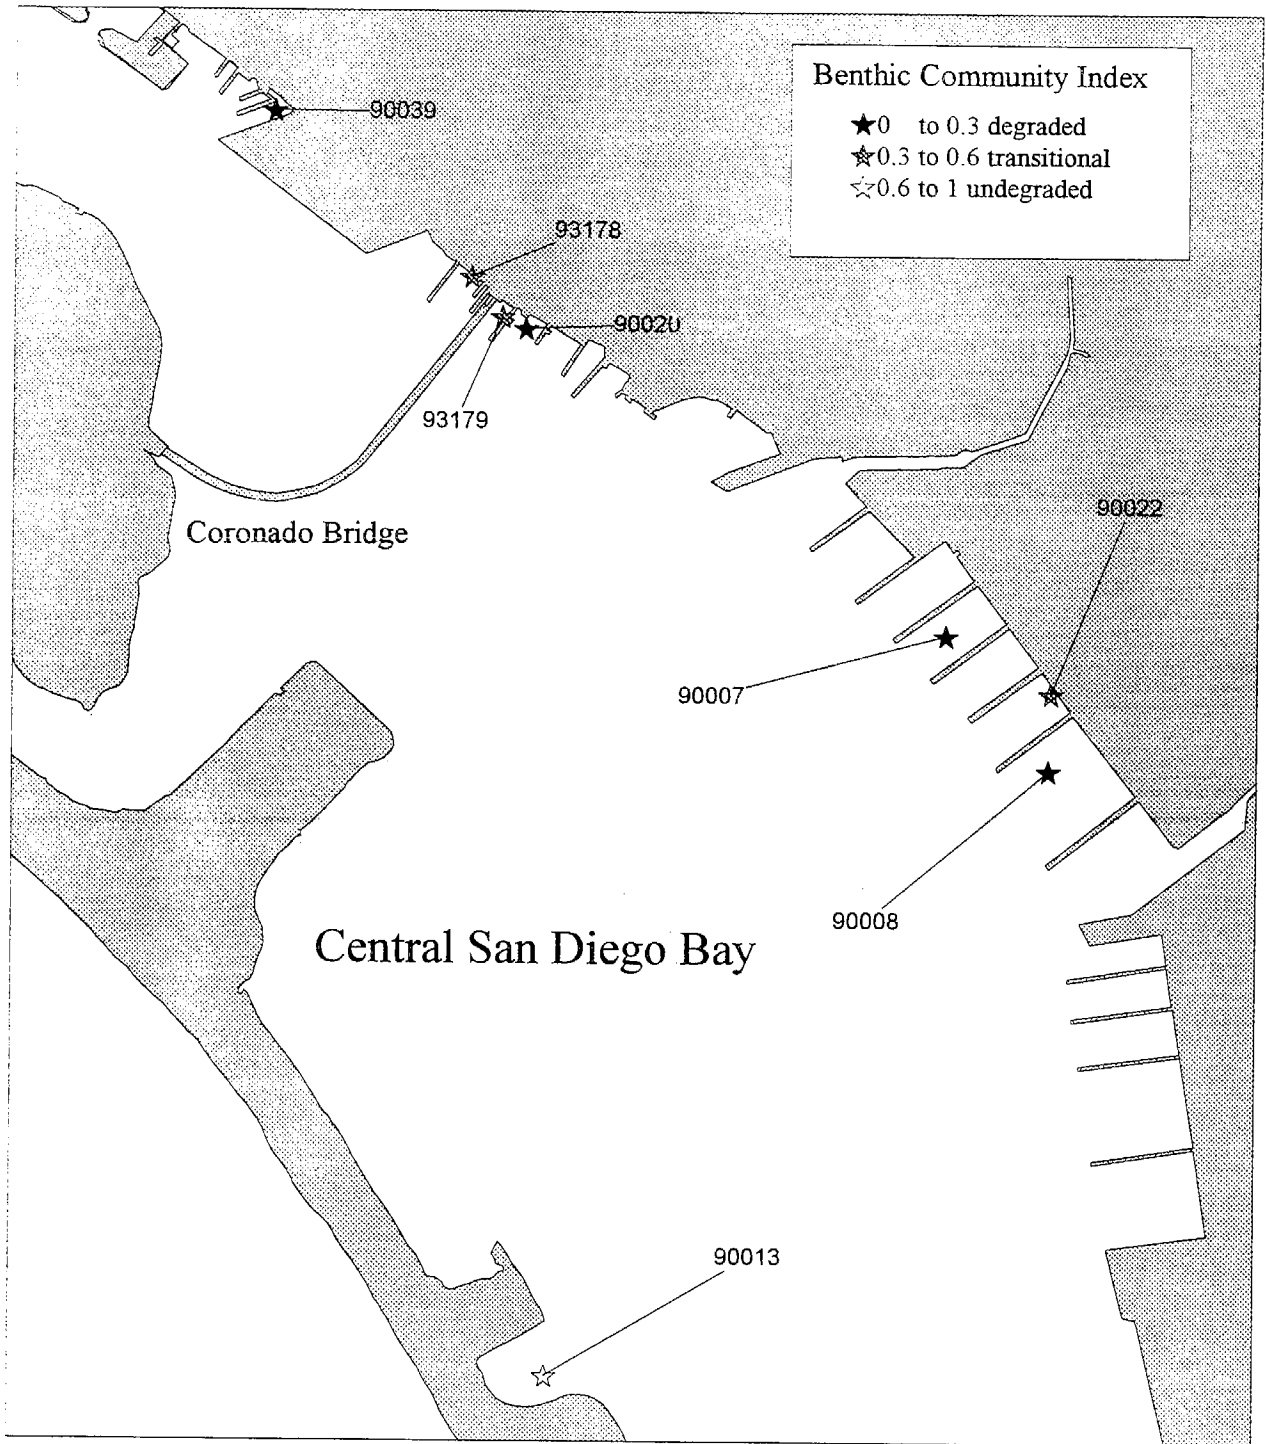 Benthic Community Index
0 to 0.3 degraded
0.3 to 0.6 transitional
0.6 to 1 undegraded
90039
93178
90020
93179
90022
Coronado Bridge
90007
90008
Central San Diego Bay
90013